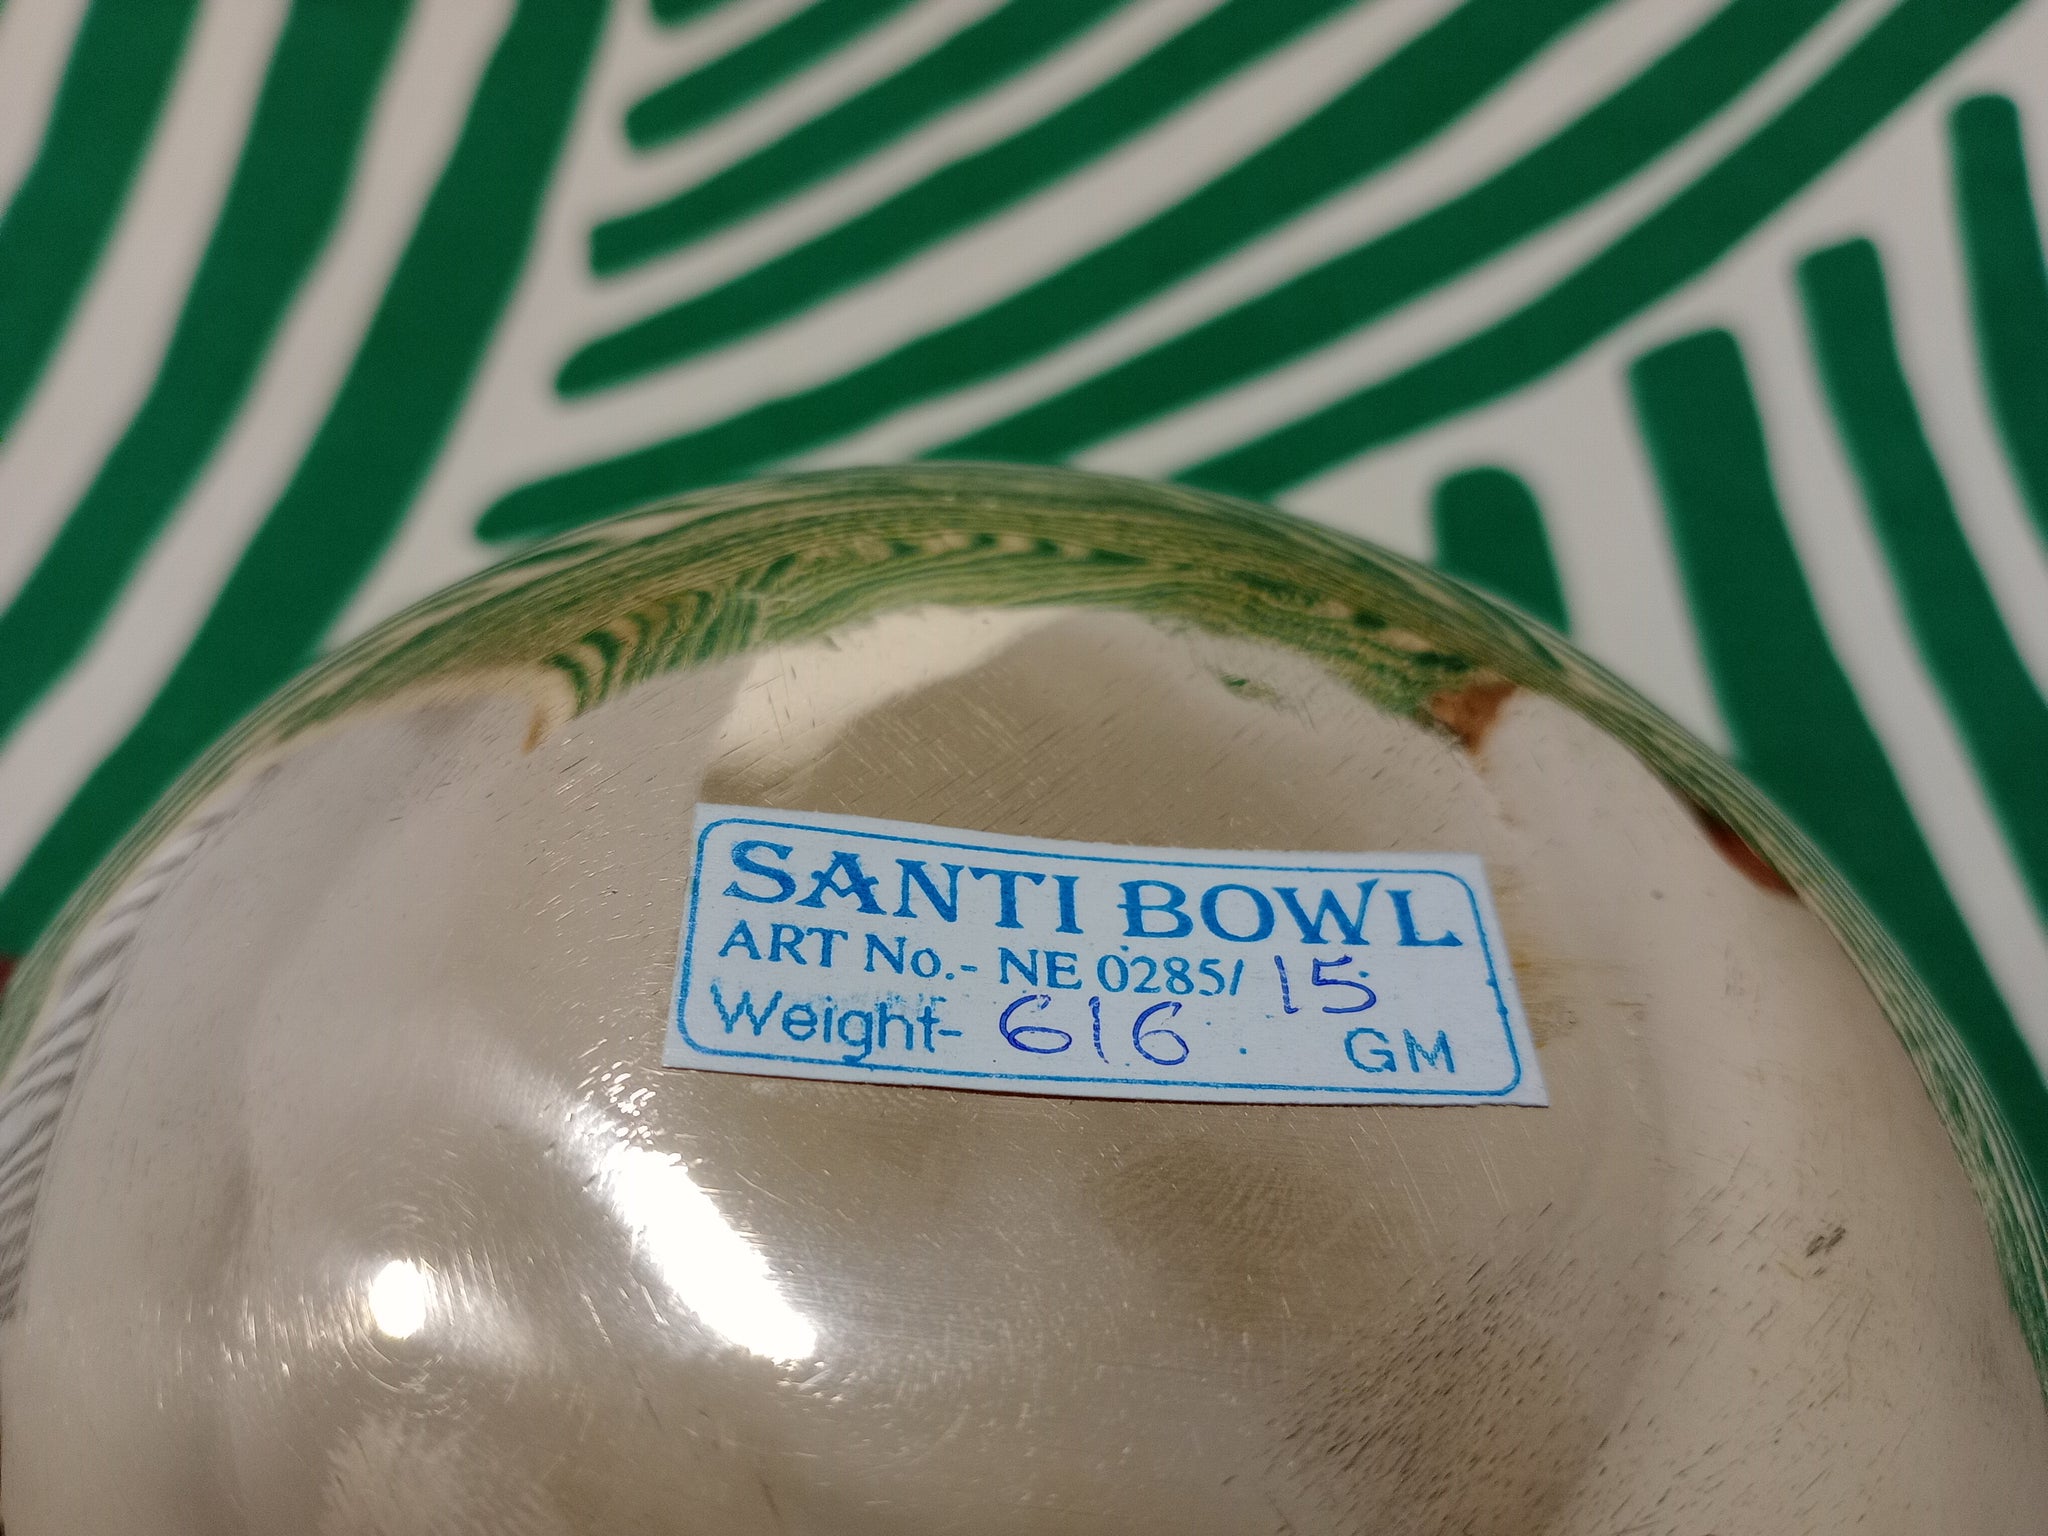 SANTI BOWL
ART No.- NE 0285/ 15
Weight- 616 GM